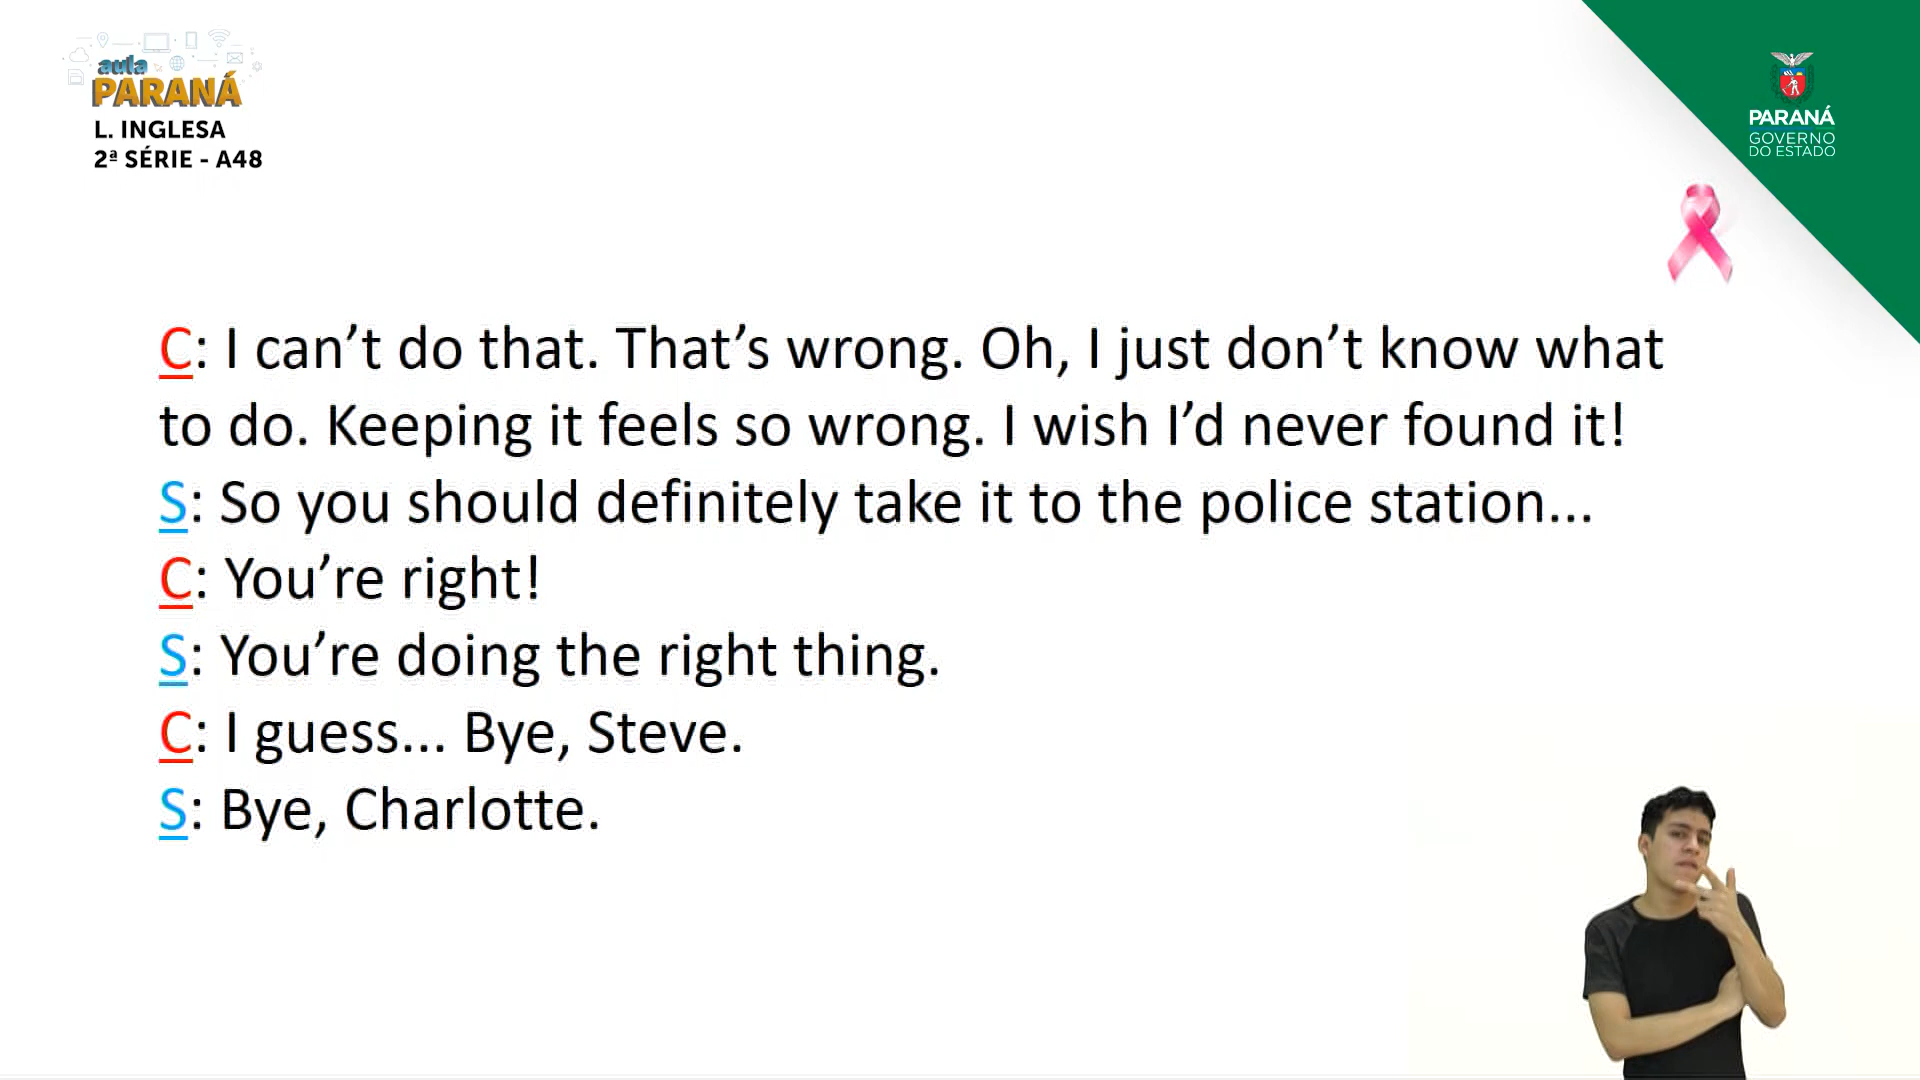 aula
PARANÁ
L. INGLESA
2ª SÉRIE - A48
PARANÁ
GOVERNO
DO ESTADO
C: I can’t do that. That’s wrong. Oh, I just don’t know what
to do. Keeping it feels so wrong. I wish I’d never found it!
S: So you should definitely take it to the police station...
C: You’re right!
S: You’re doing the right thing.
C: I guess... Bye, Steve.
S: Bye, Charlotte.